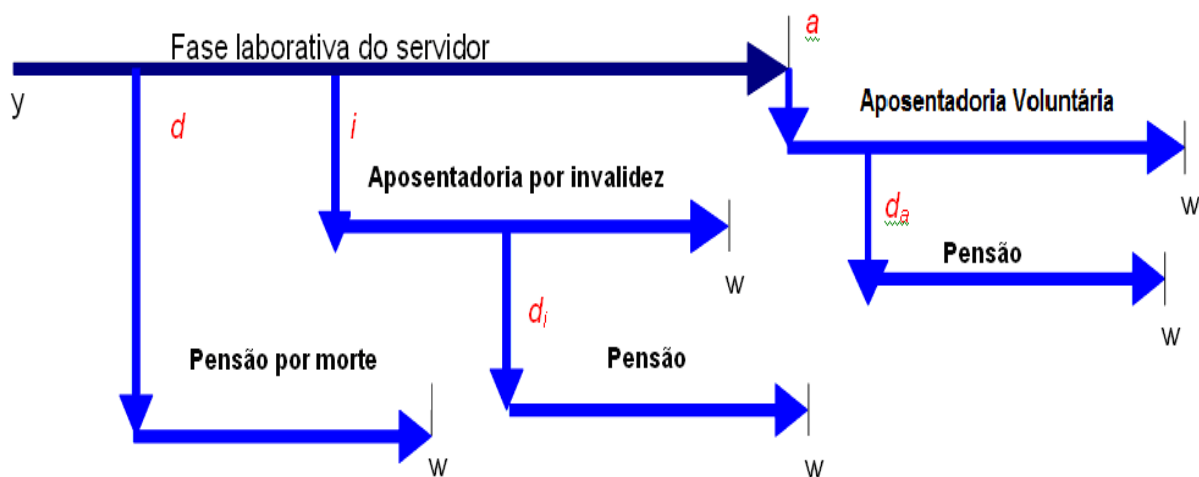 a
Fase laborativa do servidor
y
d
i
Aposentadoria Voluntária
Aposentadoria por invalidez
w
da
Pensão
w
di
w
Pensão por morte
Pensão
w
w